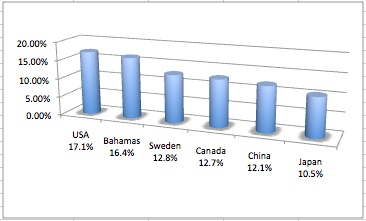 20.00%
15.00%
10.00%
5.00%
0.00%
USA
17.1%
Bahamas
16.4%
Sweden
12.8%
Canada
12.7%
China
12.1%
Japan
10.5%